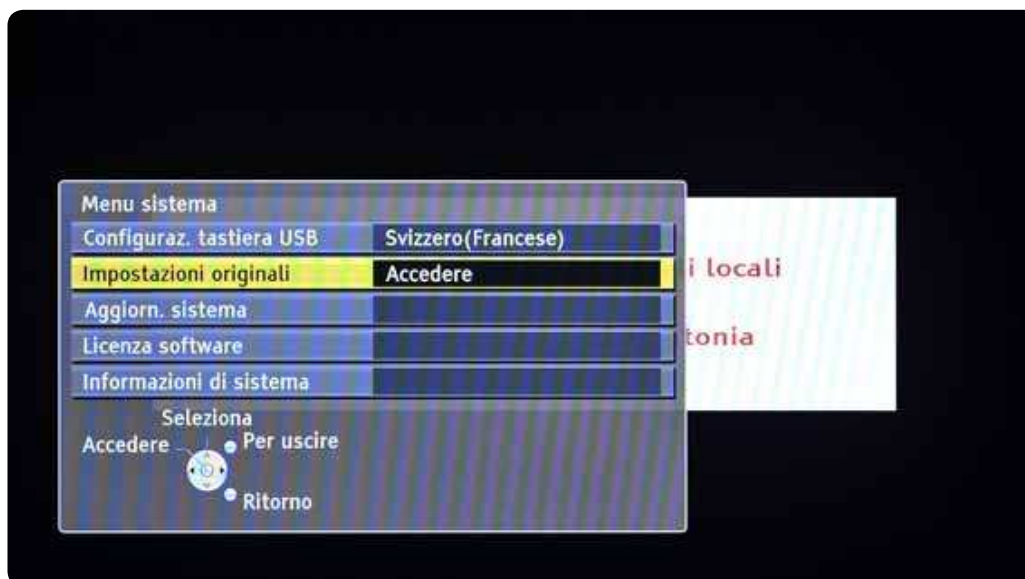 Menu sistema
Configuraz. tastiera USB Svizzero(Francese)
Impostazioni originali Accedere
i locali
Aggiorn. sistema
tonia
Licenza software
Informazioni di sistema
Seleziona
Accedere Per uscire
Ritorno